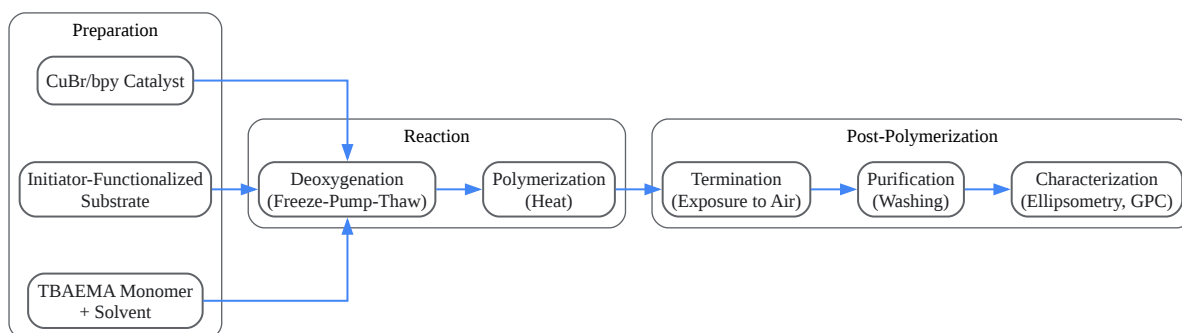 Preparation
CuBr/bpy Catalyst
Initiator-Functionalized
Substrate
TBAEMA Monomer
+ Solvent
Reaction
Deoxygenation
(Freeze-Pump-Thaw)
Polymerization
(Heat)
Post-Polymerization
Termination
(Exposure to Air)
Purification
(Washing)
Characterization
(Ellipsometry, GPC)